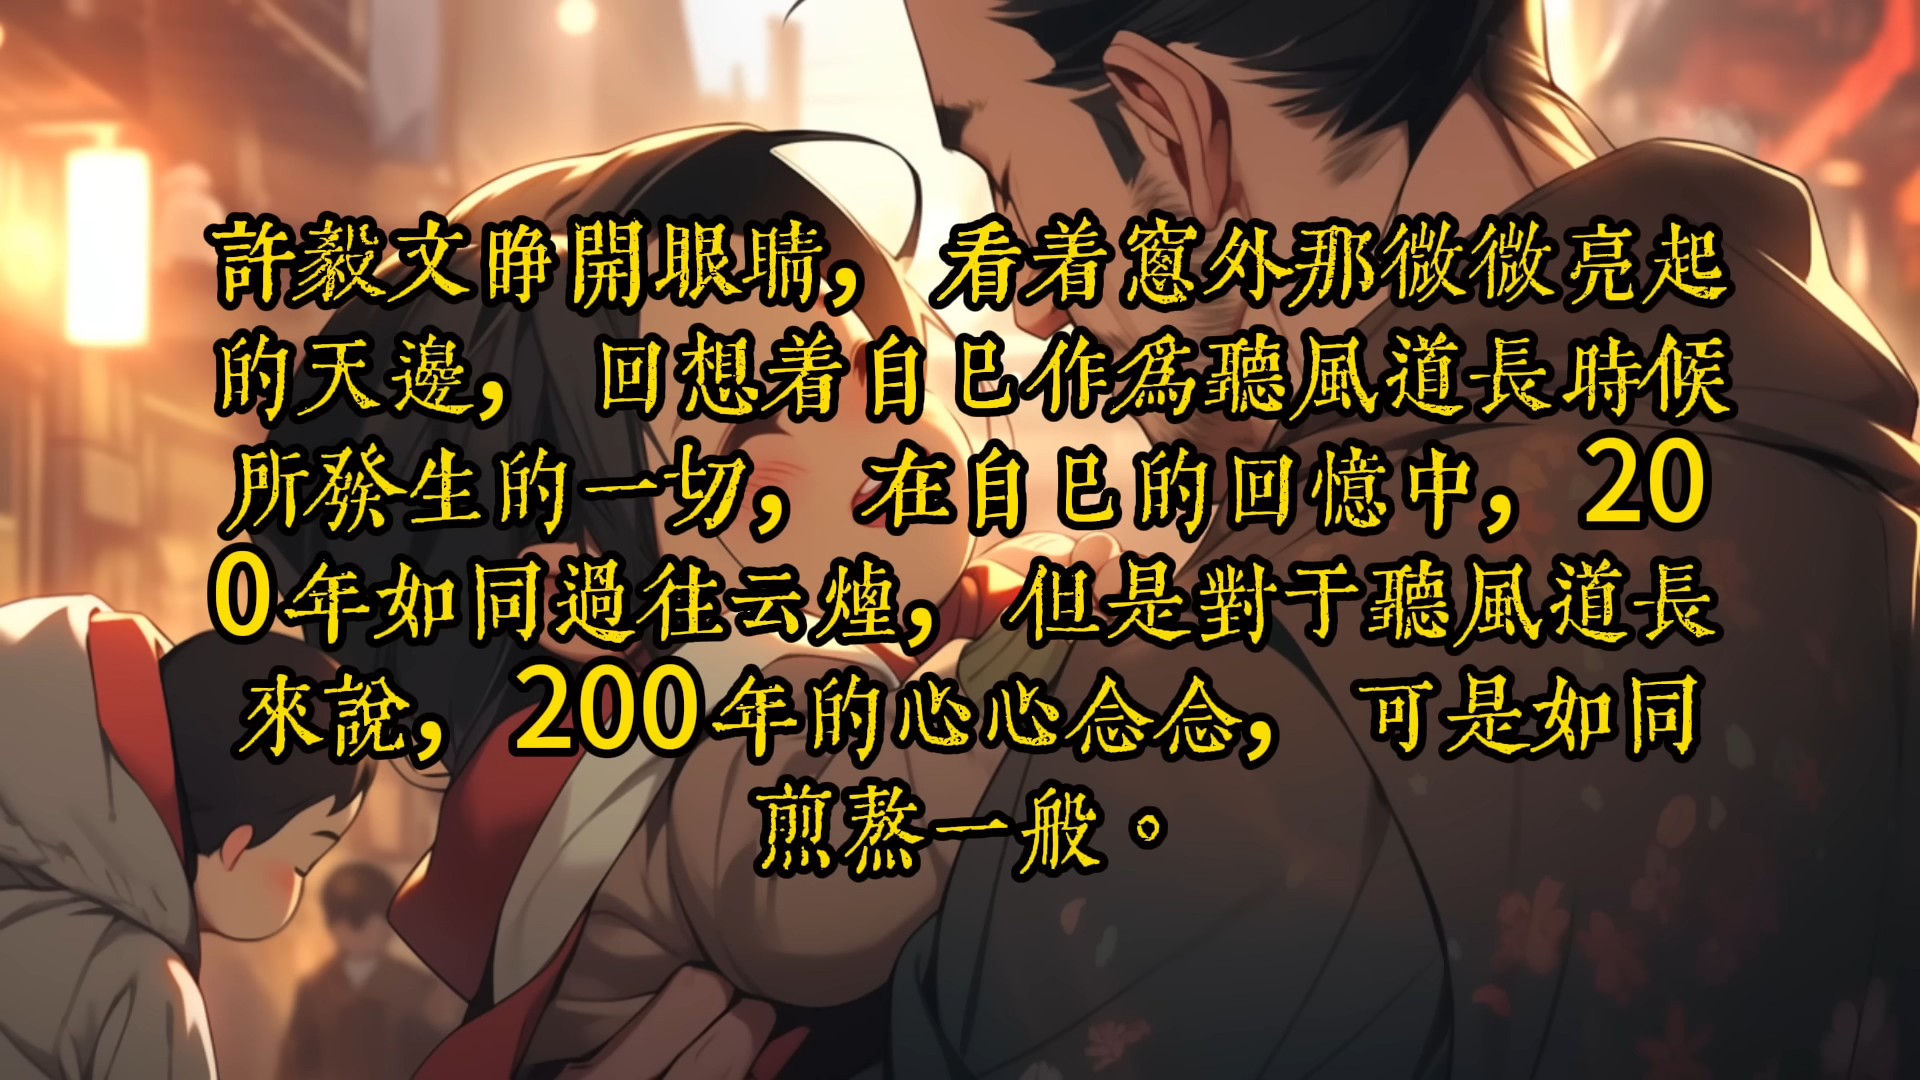 許毅文睁開眼睛， 看着窗外那微微亮起
的天邊， 回想着自已作爲聽風道長時候
所發生的一切， 在自已的回憶中，20
0年如同過往云煙， 但是對于聽風道長
來說，200年的心心念念， 可是如同
煎熬一般。